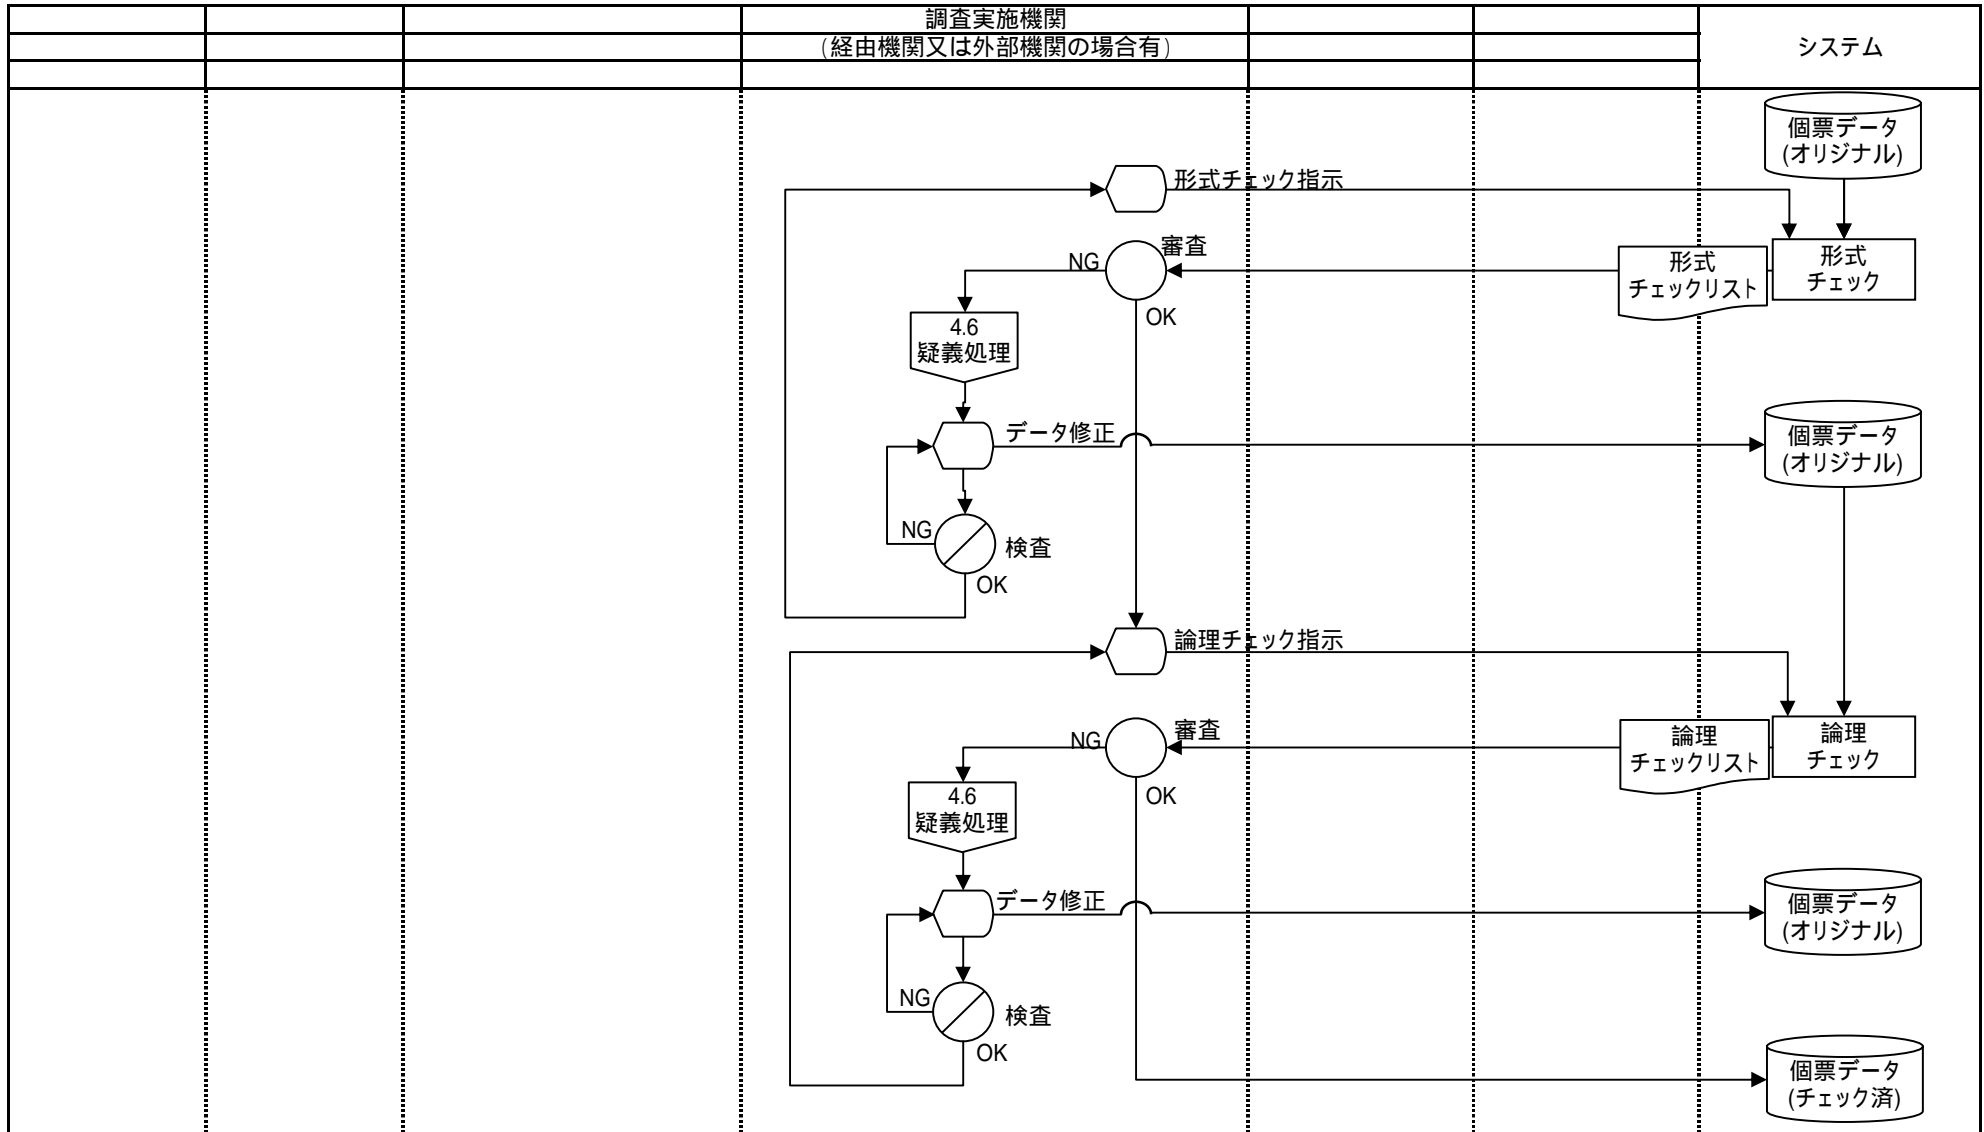 調査実施機関
(経由機関又は外部機関の場合有)
システム
個票データ
(オリジナル)
形式チェック指示
審査
NG
形式
チェックリスト
形式
チェック
OK
4.6
疑義処理
データ修正
個票データ
(オリジナル)
NG
検査
OK
論理チェック指示
審査
NG
論理
チェックリスト
論理
チェック
OK
4.6
疑義処理
データ修正
個票データ
(オリジナル)
NG
検査
OK
個票データ
(チェック済)